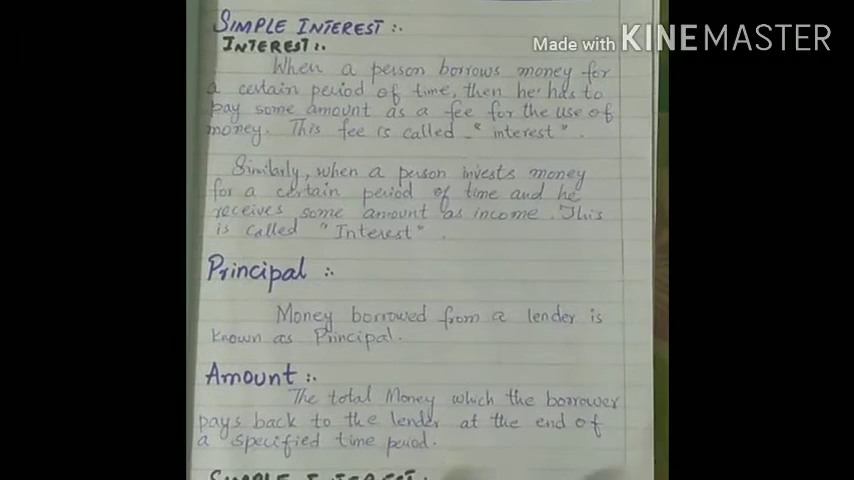 SIMPLE INTEREST :.
INTEREST :.
Made with KINEMASTER
When a person borrows money for
a certain period of time, then he has to
pay some amount as a fee for the use of
money. This fee is called "interest".
Similarly, when a person invests money
for a certain period of time and he
receives some amount as income. This
is called "Interest".
Principal :.
Money borrowed from a lender is
known as Principal.
Amount :.
The total Money which the borrower
pays back to the lender at the end of
a specified time period.
SIMPLE INTEREST.